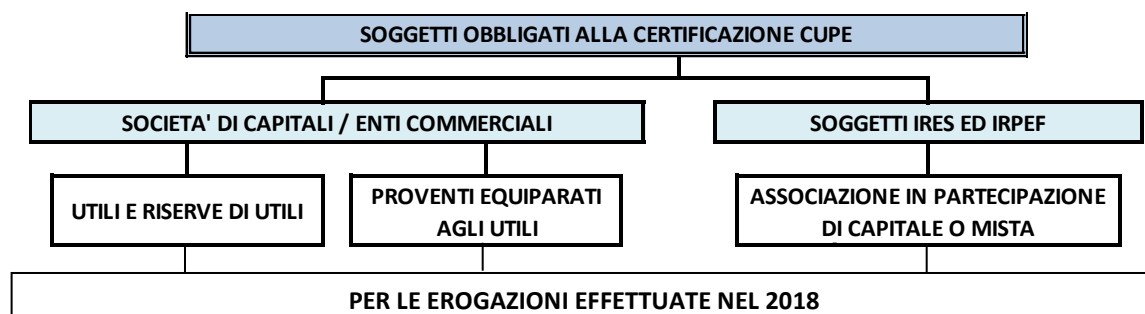 SOGGETTI OBBLIGATI ALLA CERTIFICAZIONE CUPE
SOCIETA' DI CAPITALI / ENTI COMMERCIALI
SOGGETTI IRES ED IRPEF
UTILI E RISERVE DI UTILI
PROVENTI EQUIPARATI
AGLI UTILI
ASSOCIAZIONE IN PARTECIPAZIONE
DI CAPITALE O MISTA
PER LE EROGAZIONI EFFETTUATE NEL 2018